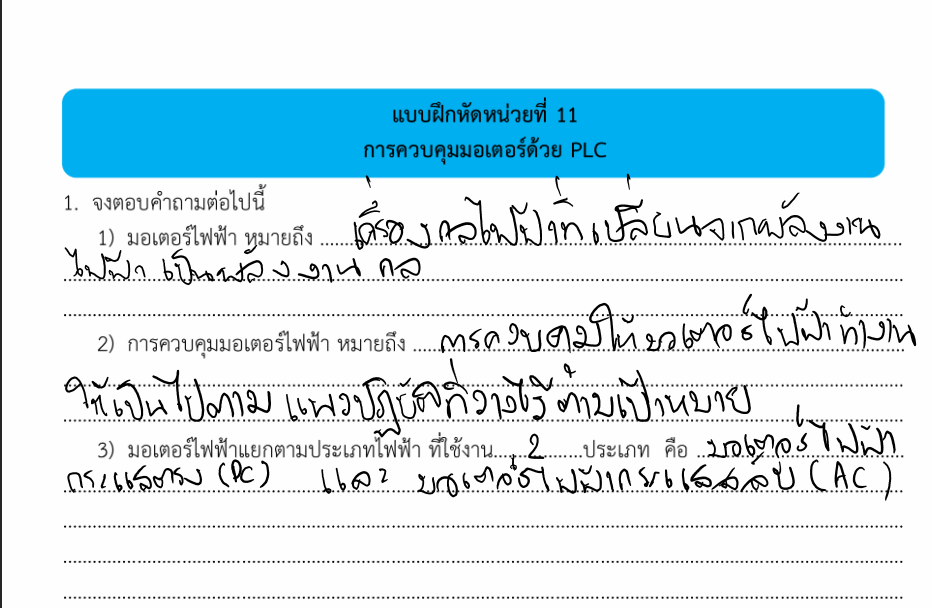 แบบฝึกหัดหน่วยที่ 11
การควบคุมมอเตอร์ด้วย PLC
1. จงตอบคำถามต่อไปนี้
1) มอเตอร์ไฟฟ้า หมายถึง เครื่องกลไฟฟ้าที่เปลี่ยนจากพลังงาน
ไฟฟ้า เป็นพลังงาน กล
2) การควบคุมมอเตอร์ไฟฟ้า หมายถึง การควบคุมให้มอเตอร์ไฟฟ้าทำงาน
ให้เป็นไปตาม แผนปฏิบัติที่วางไว้ตามเป้าหมาย
3) มอเตอร์ไฟฟ้าแยกตามประเภทไฟฟ้า ที่ใช้งาน 2 ประเภท คือ มอเตอร์ไฟฟ้า
กระแสตรง (DC) และ มอเตอร์ไฟฟ้ากระแสสลับ (AC)